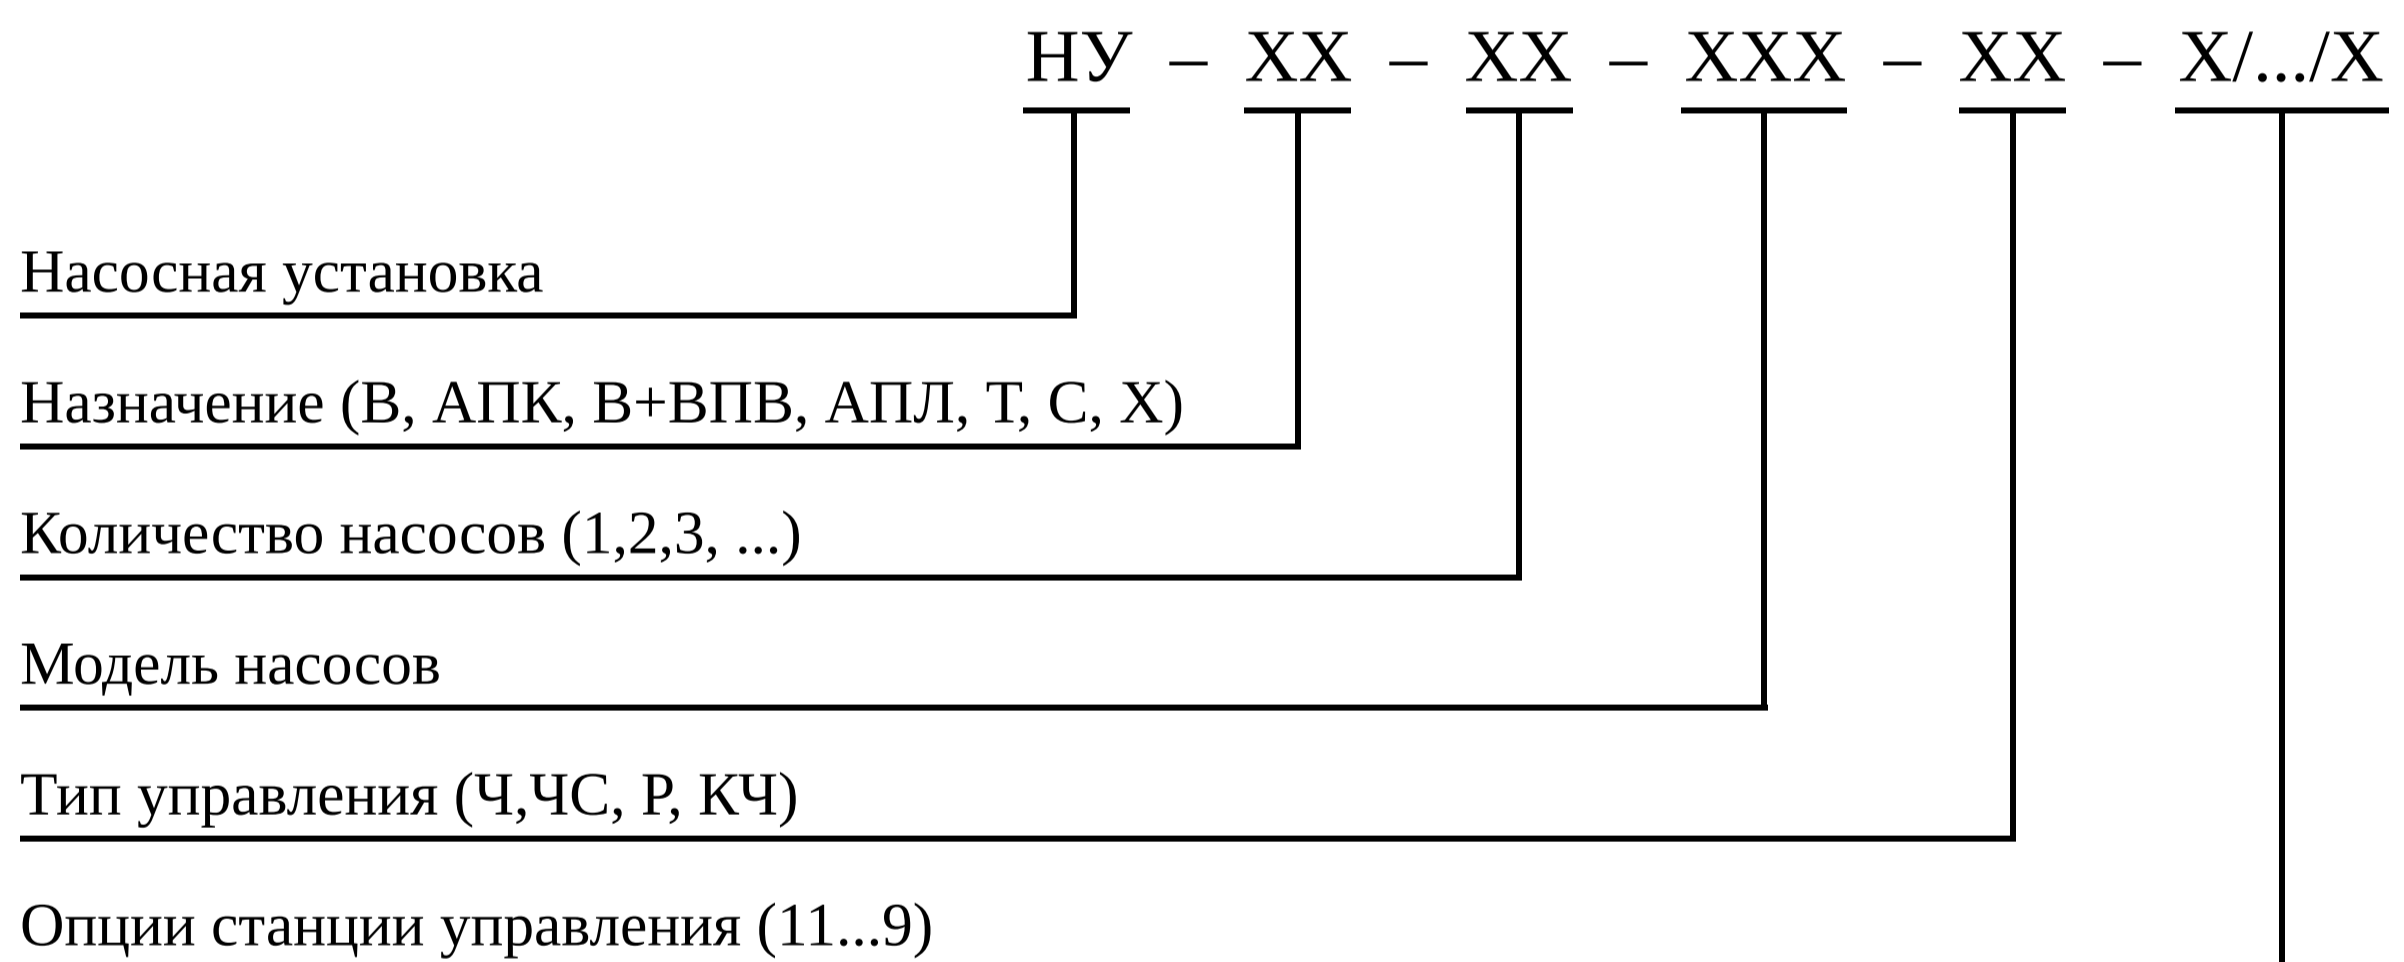 НУ – ХХ – ХХ – ХХХ – ХХ – Х/.../Х
Насосная установка
Назначение (В, АПК, В+ВПВ, АПЛ, Т, С, Х)
Количество насосов (1,2,3, ...)
Модель насосов
Тип управления (Ч,ЧС, Р, КЧ)
Опции станции управления (11...9)